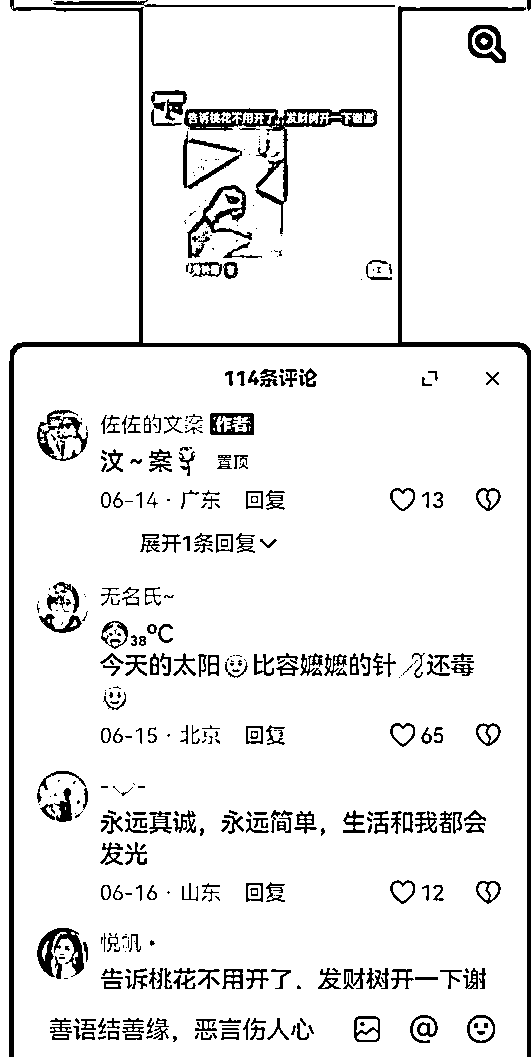 告诉桃花不用开了，发财树开一下谢谢
114条评论
佐佐的文案 作者
汶~案 置顶
06-14 · 广东 回复
13
展开1条回复
无名氏~
38℃
今天的太阳比容嬷嬷的针还毒
06-15 · 北京 回复
65
永远真诚，永远简单，生活和我都会
发光
06-16 · 山东 回复
12
悦帆·
告诉桃花不用开了，发财树开一下谢
善语结善缘，恶言伤人心